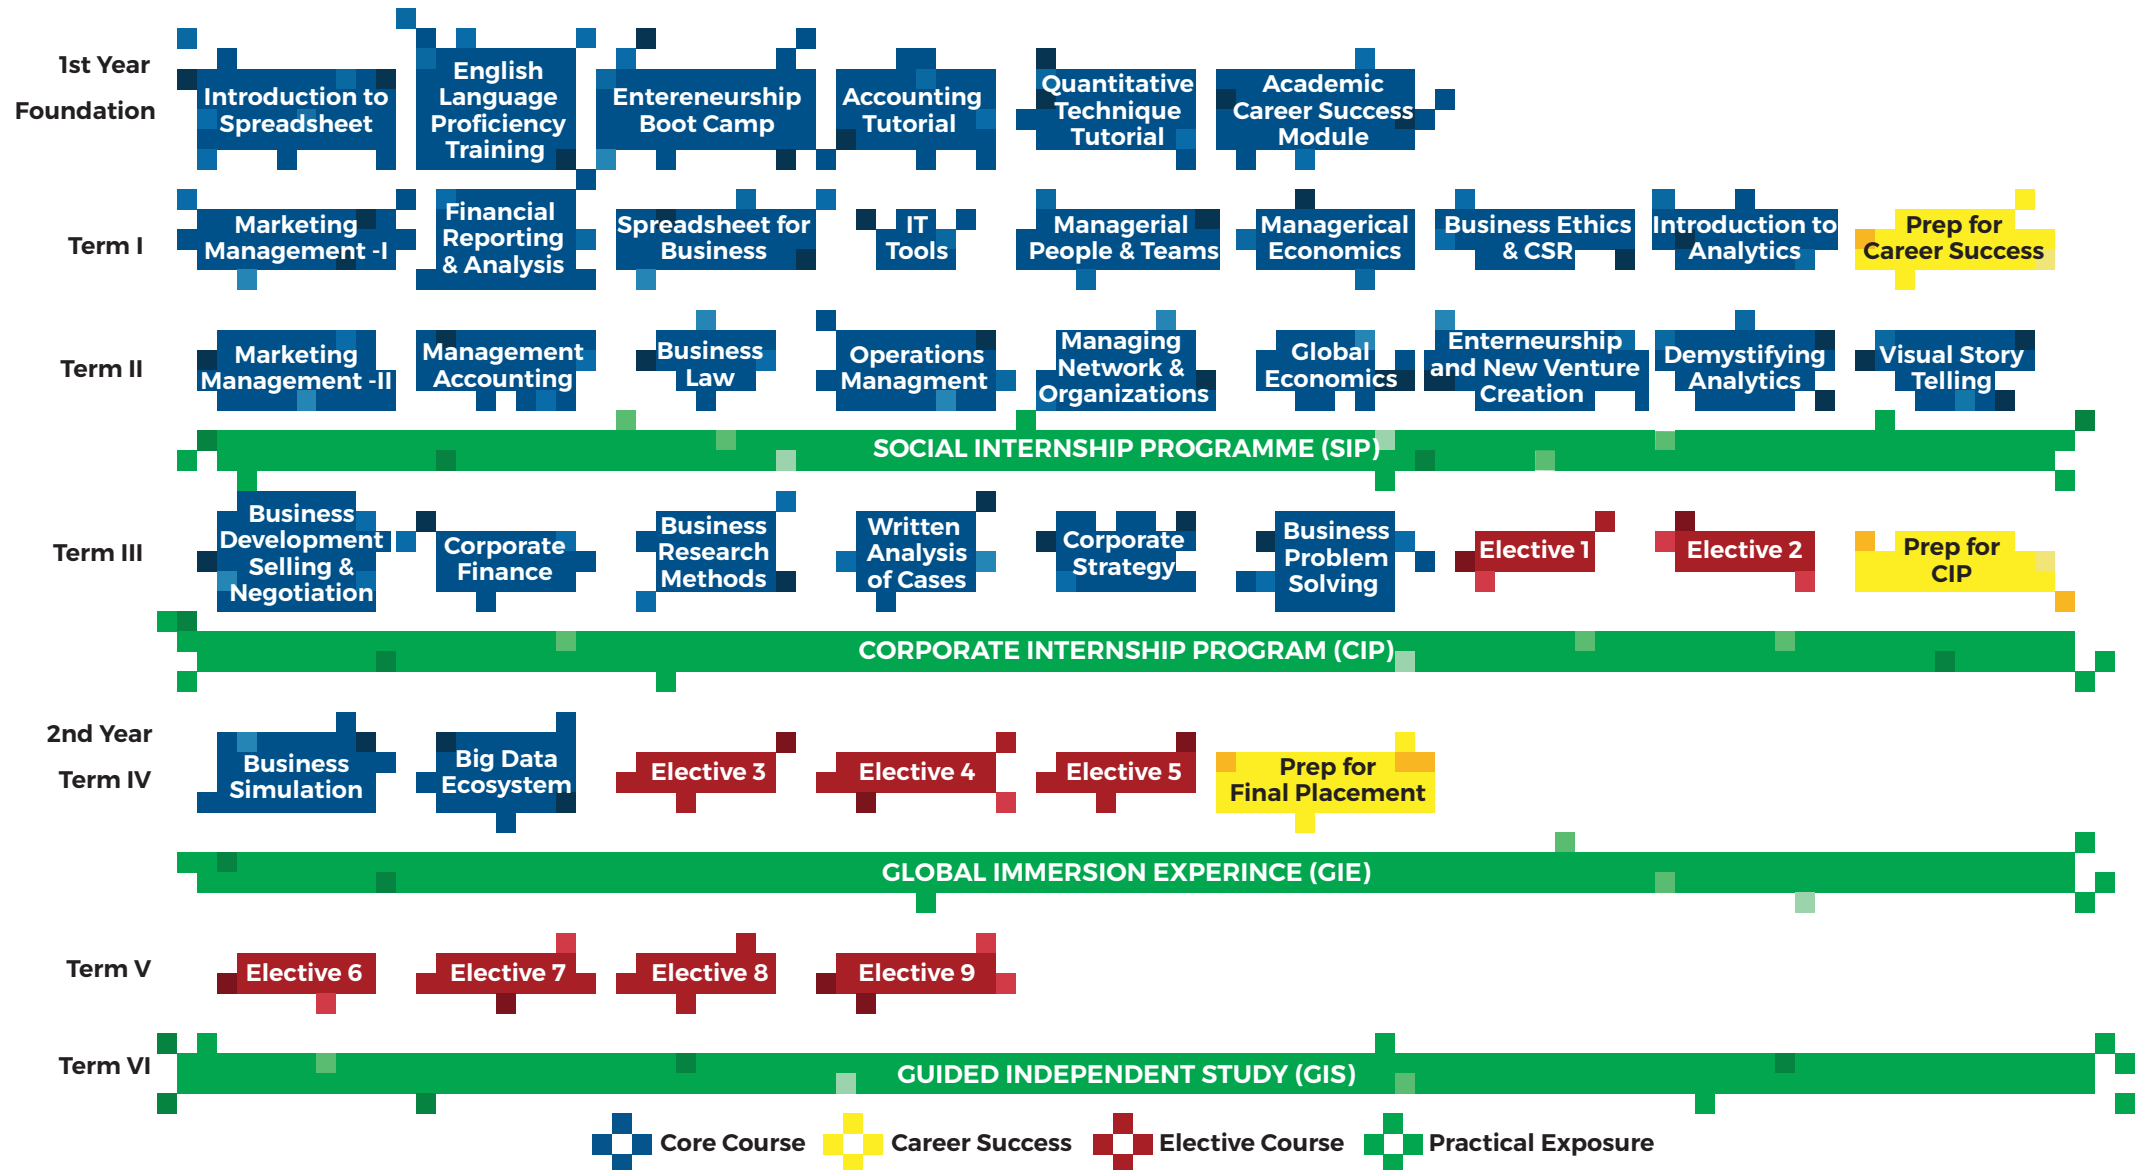 1st Year
Foundation
Introduction to
Spreadsheet
English
Language
Proficiency
Training
Entereneurship
Boot Camp
Accounting
Tutorial
Quantitative
Technique
Tutorial
Academic
Career Success
Module
Term I
Marketing
Management -I
Financial
Reporting
& Analysis
Spreadsheet for
Business
IT
Tools
Managerial
People & Teams
Managerical
Economics
Business Ethics
& CSR
Introduction to
Analytics
Prep for
Career Success
Term II
Marketing
Management -II
Management
Accounting
Business
Law
Operations
Managment
Managing
Network &
Organizations
Global
Economics
Enterneurship
and New Venture
Creation
Demystifying
Analytics
Visual Story
Telling
SOCIAL INTERNSHIP PROGRAMME (SIP)
Term III
Business
Development
Selling &
Negotiation
Corporate
Finance
Business
Research
Methods
Written
Analysis
of Cases
Corporate
Strategy
Business
Problem
Solving
Elective 1
Elective 2
Prep for
CIP
CORPORATE INTERNSHIP PROGRAM (CIP)
2nd Year
Term IV
Business
Simulation
Big Data
Ecosystem
Elective 3
Elective 4
Elective 5
Prep for
Final Placement
GLOBAL IMMERSION EXPERINCE (GIE)
Term V
Elective 6
Elective 7
Elective 8
Elective 9
Term VI
GUIDED INDEPENDENT STUDY (GIS)
Core Course
Career Success
Elective Course
Practical Exposure